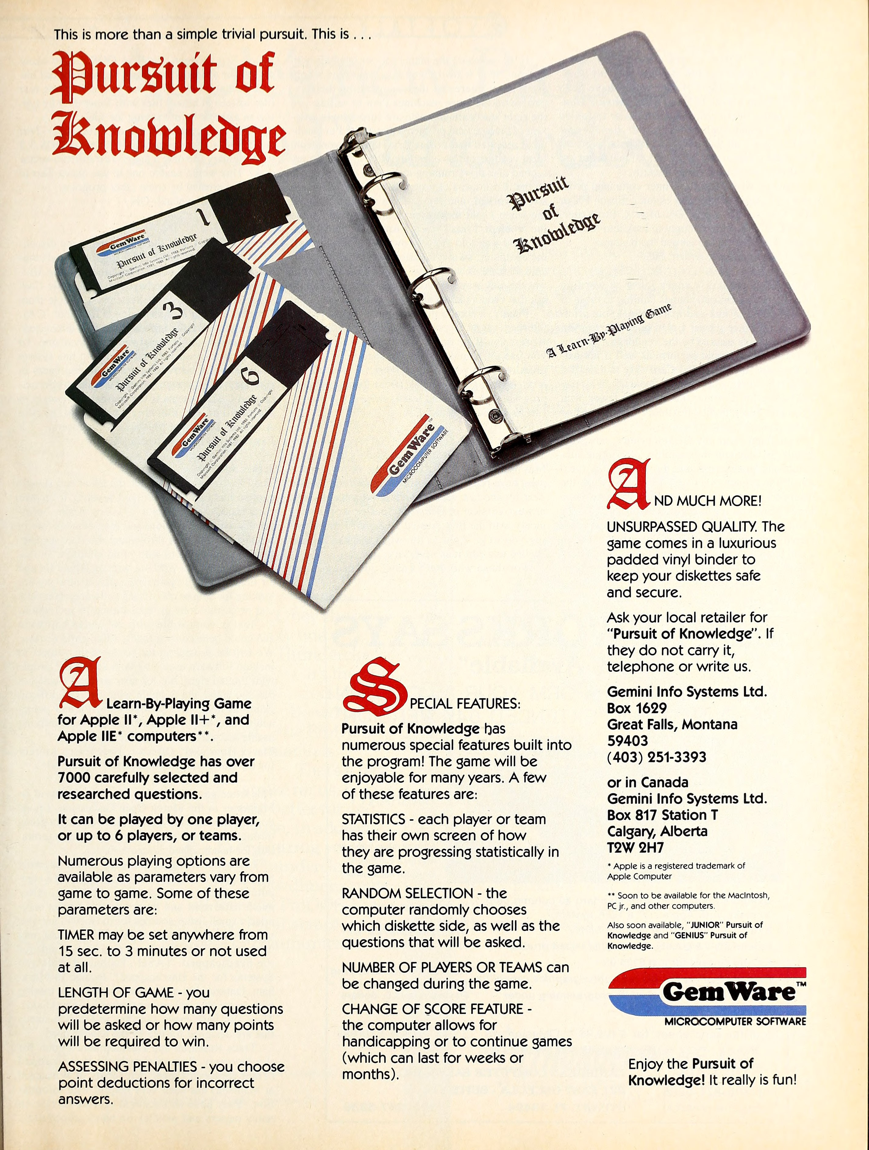 This is more than a simple trivial pursuit. This is . . .
Pursuit of
Knowledge
Pursuit
of
Knowledge
A Learn-By-Playing Game
1
GemWare
Pursuit of Knowledge
3
GemWare
Pursuit of Knowledge
6
GemWare
Pursuit of Knowledge
GemWare™
MICROCOMPUTER SOFTWARE
A Learn-By-Playing Game
for Apple II*, Apple II+*, and
Apple IIE* computers**.
Pursuit of Knowledge has over
7000 carefully selected and
researched questions.
It can be played by one player,
or up to 6 players, or teams.
Numerous playing options are
available as parameters vary from
game to game. Some of these
parameters are:
TIMER may be set anywhere from
15 sec. to 3 minutes or not used
at all.
LENGTH OF GAME - you
predetermine how many questions
will be asked or how many points
will be required to win.
ASSESSING PENALTIES - you choose
point deductions for incorrect
answers.
SPECIAL FEATURES:
Pursuit of Knowledge has
numerous special features built into
the program! The game will be
enjoyable for many years. A few
of these features are:
STATISTICS - each player or team
has their own screen of how
they are progressing statistically in
the game.
RANDOM SELECTION - the
computer randomly chooses
which diskette side, as well as the
questions that will be asked.
NUMBER OF PLAYERS OR TEAMS can
be changed during the game.
CHANGE OF SCORE FEATURE -
the computer allows for
handicapping or to continue games
(which can last for weeks or
months).
AND MUCH MORE!
UNSURPASSED QUALITY. The
game comes in a luxurious
padded vinyl binder to
keep your diskettes safe
and secure.
Ask your local retailer for
"Pursuit of Knowledge". If
they do not carry it,
telephone or write us.
Gemini Info Systems Ltd.
Box 1629
Great Falls, Montana
59403
(403) 251-3393
or in Canada
Gemini Info Systems Ltd.
Box 817 Station T
Calgary, Alberta
T2W 2H7
* Apple is a registered trademark of
Apple Computer
** Soon to be available for the MacIntosh,
PC jr., and other computers.
Also soon available, "JUNIOR" Pursuit of
Knowledge and "GENIUS" Pursuit of
Knowledge.
GemWare™
MICROCOMPUTER SOFTWARE
Enjoy the Pursuit of
Knowledge! It really is fun!